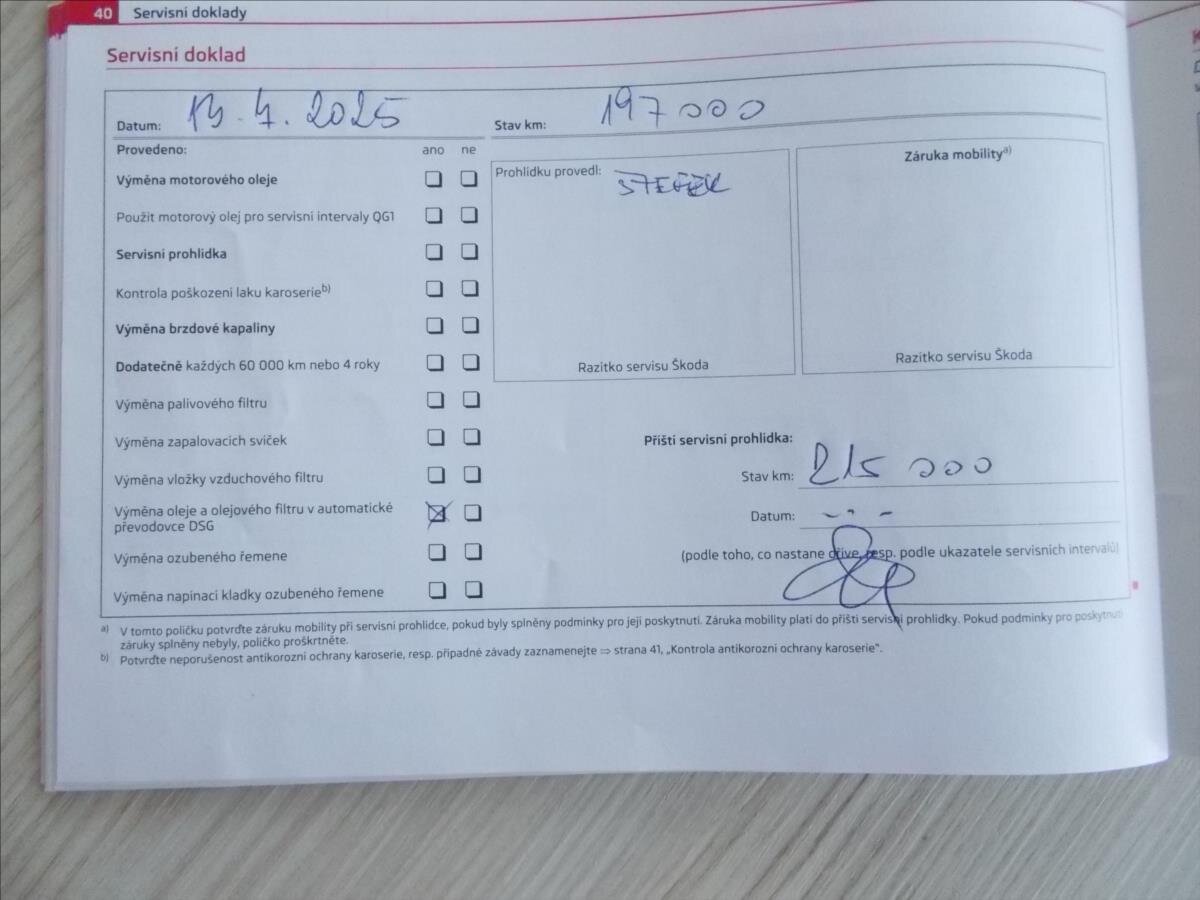 40 Servisní doklady
Servisní doklad
Datum: 13.7.2025 Stav km: 197 000
Provedeno: ano ne
Výměna motorového oleje
Použit motorový olej pro servisní intervaly QG1
Servisní prohlídka
Kontrola poškození laku karoserie b)
Výměna brzdové kapaliny
Dodatečně každých 60 000 km nebo 4 roky
Výměna palivového filtru
Výměna zapalovacích svíček
Výměna vložky vzduchového filtru
Výměna oleje a olejového filtru v automatické
převodovce DSG
Výměna ozubeného řemene
Výměna napínací kladky ozubeného řemene
Prohlídku provedl:
Razítko servisu Škoda
Záruka mobility a)
Razítko servisu Škoda
Příští servisní prohlídka:
Stav km: 215 000
Datum: - - -
(podle toho, co nastane dříve, resp. podle ukazatele servisních intervalů)
a) V tomto políčku potvrďte záruku mobility při servisní prohlídce, pokud byly splněny podmínky pro její poskytnutí. Záruka mobility platí do příští servisní prohlídky. Pokud podmínky pro poskytnutí
záruky splněny nebyly, políčko proškrtněte.
b) Potvrďte neporušenost antikorozní ochrany karoserie, resp. případné závady zaznamenejte ⇒ strana 41, „Kontrola antikorozní ochrany karoserie".